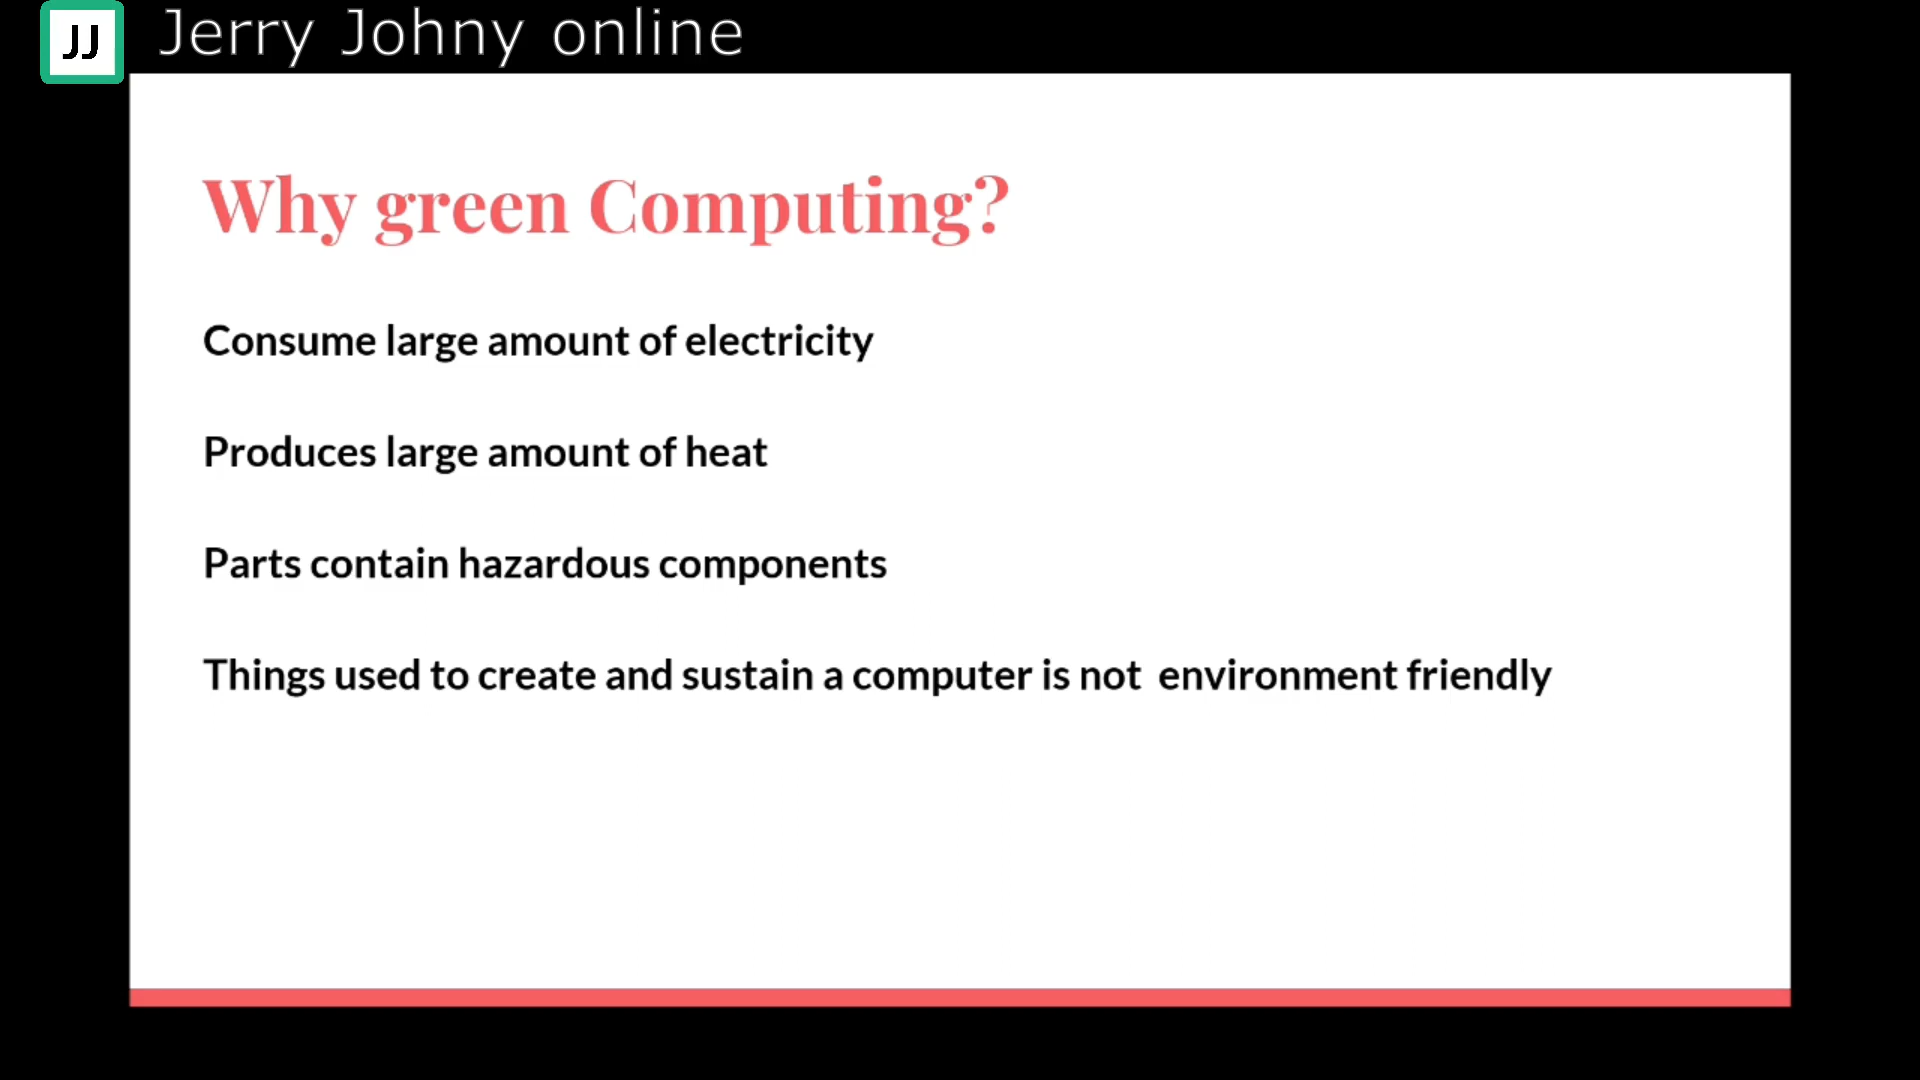 JJ Jerry Johny online
Why green Computing?
Consume large amount of electricity
Produces large amount of heat
Parts contain hazardous components
Things used to create and sustain a computer is not  environment friendly